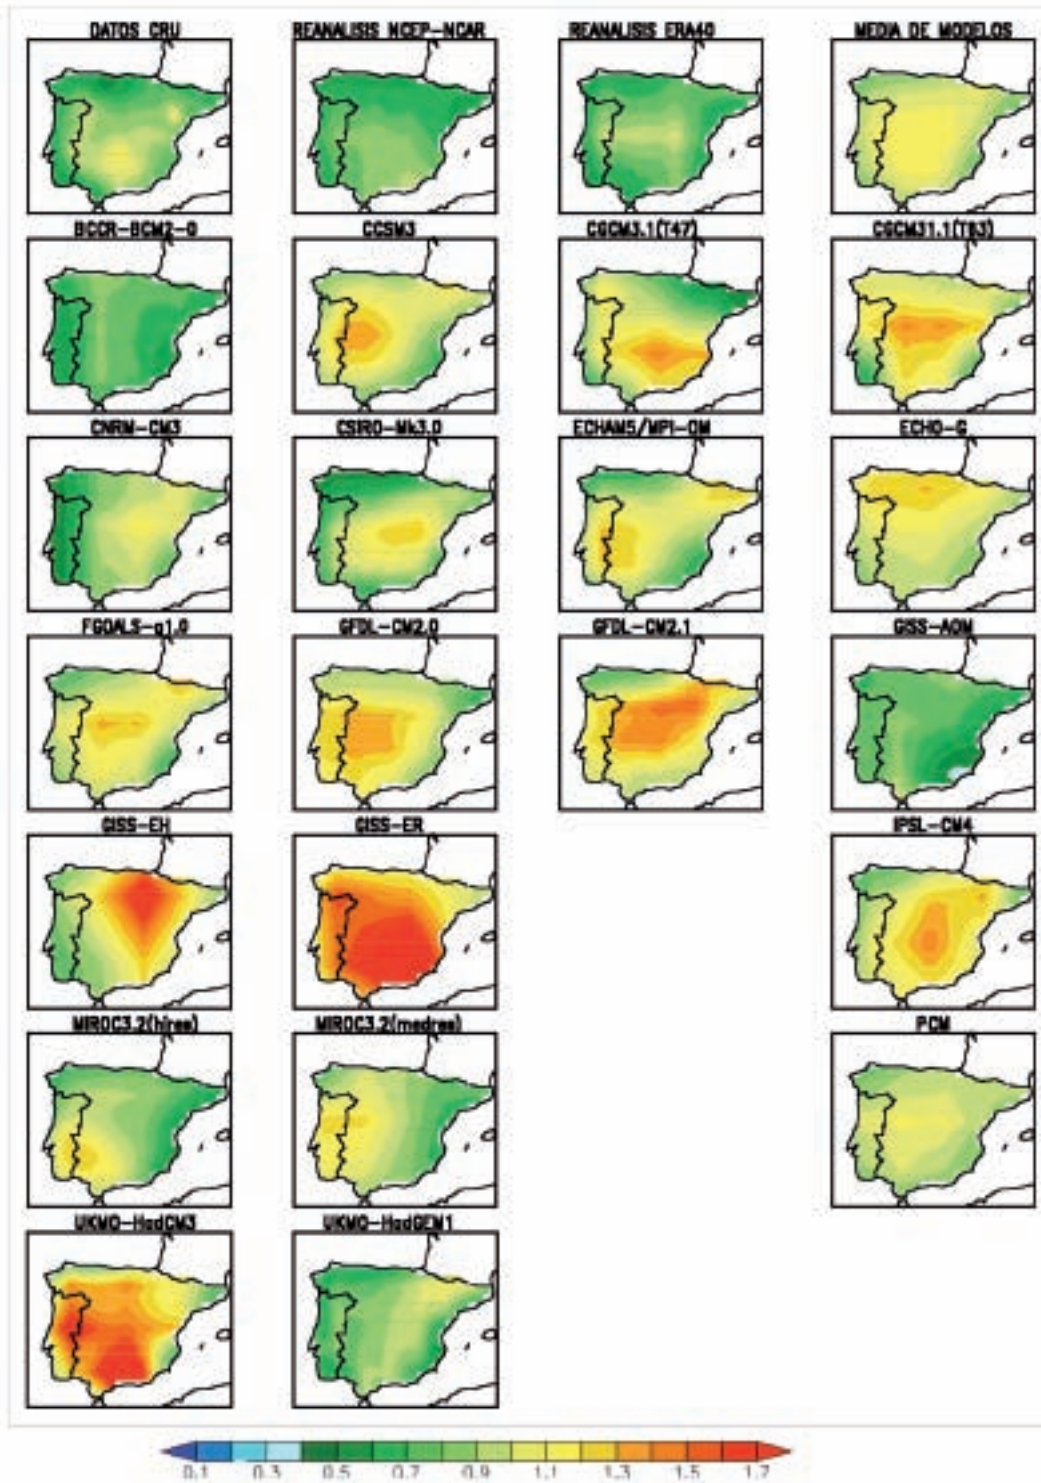 DATOS CRU REANALISIS NCEP-NCAR REANALISIS ERA40 MEDIA DE MODELOS
BCCR-BCM2-0 CCSM3 CGCM3.1(T47) CGCM31.1(T63)
CNRM-CM3 CSIRO-Mk3.0 ECHAM5/MPI-OM ECHO-G
FGOALS-g1.0 GFDL-CM2.0 GFDL-CM2.1 GISS-AOM
GISS-EH GISS-ER IPSL-CM4
MIROC3.2(hires) MIROC3.2(medres) PCM
UKMO-HadCM3 UKMO-HadGEM1
0.1 0.3 0.5 0.7 0.9 1.1 1.3 1.5 1.7